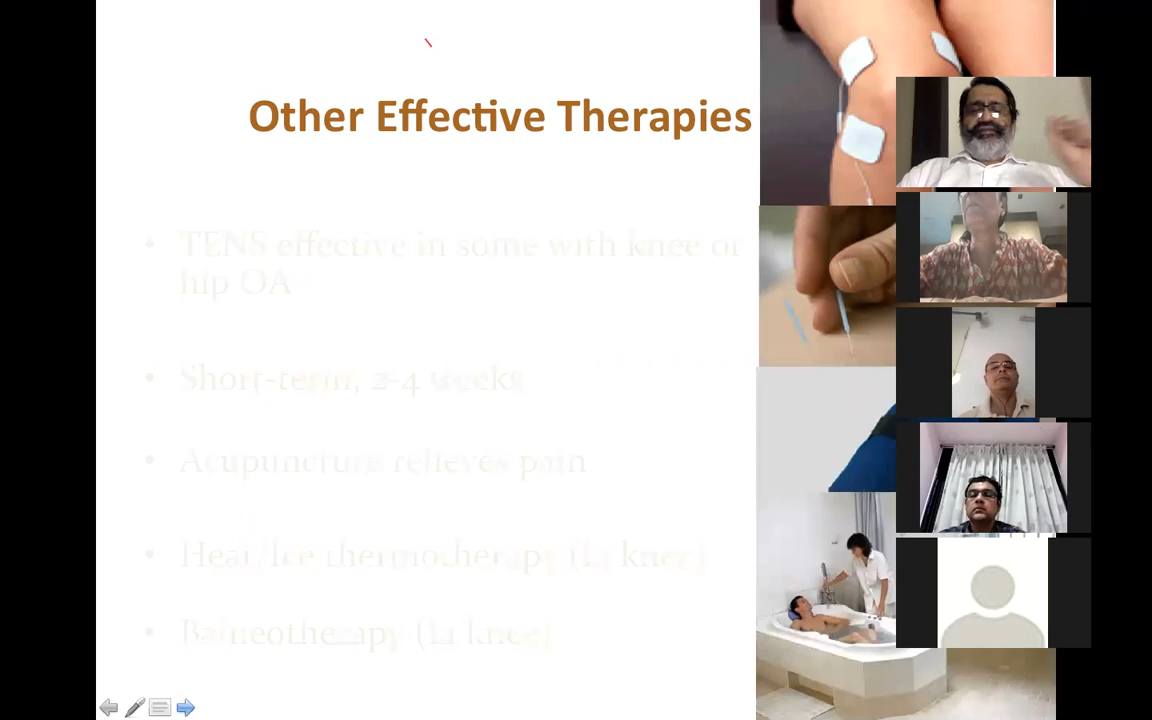 Other Effective Therapies
• TENS effective in some with knee or
hip OA
• Short-term, 2-4 weeks
• Acupuncture relieves pain
• Heat/Ice thermotherapy (1a knee)
• Balneotherapy (1a knee)